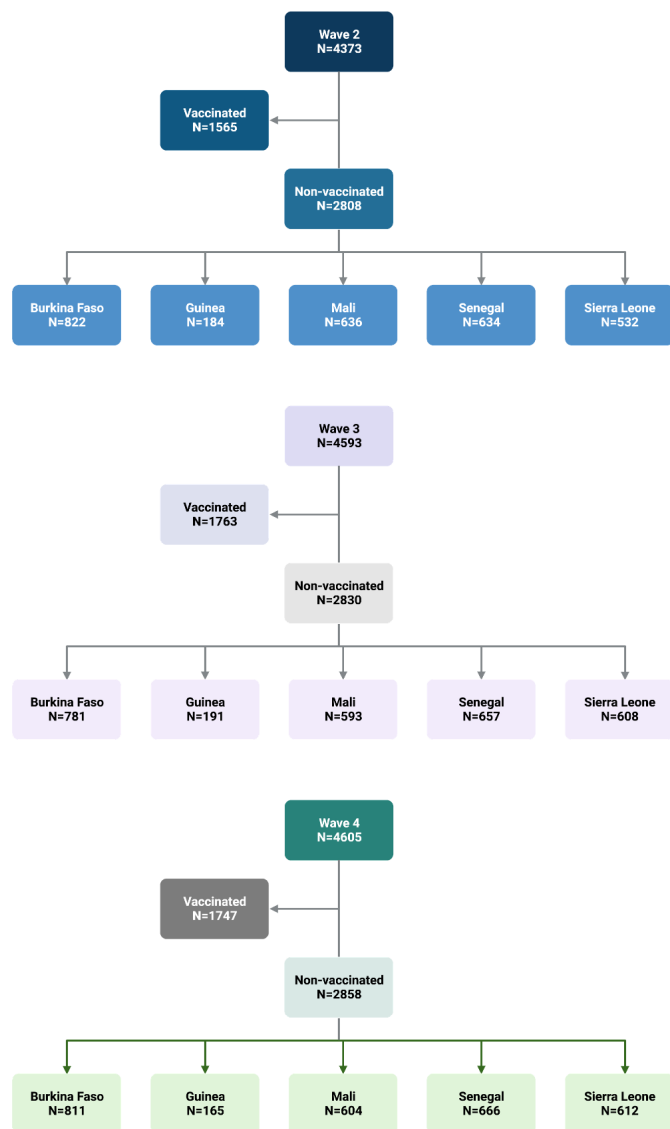 Wave 2
N=4373
Vaccinated
N=1565
Non-vaccinated
N=2808
Burkina Faso
N=822
Guinea
N=184
Mali
N=636
Senegal
N=634
Sierra Leone
N=532
Wave 3
N=4593
Vaccinated
N=1763
Non-vaccinated
N=2830
Burkina Faso
N=781
Guinea
N=191
Mali
N=593
Senegal
N=657
Sierra Leone
N=608
Wave 4
N=4605
Vaccinated
N=1747
Non-vaccinated
N=2858
Burkina Faso
N=811
Guinea
N=165
Mali
N=604
Senegal
N=666
Sierra Leone
N=612